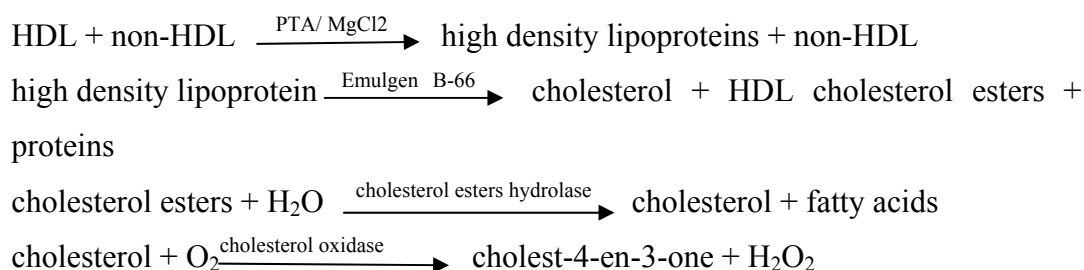 HDL + non-HDL PTA/ MgCl2 high density lipoproteins + non-HDL
high density lipoprotein Emulgen B-66 cholesterol + HDL cholesterol esters +
proteins
cholesterol esters + H₂O cholesterol esters hydrolase cholesterol + fatty acids
cholesterol + O₂ cholesterol oxidase cholest-4-en-3-one + H₂O₂